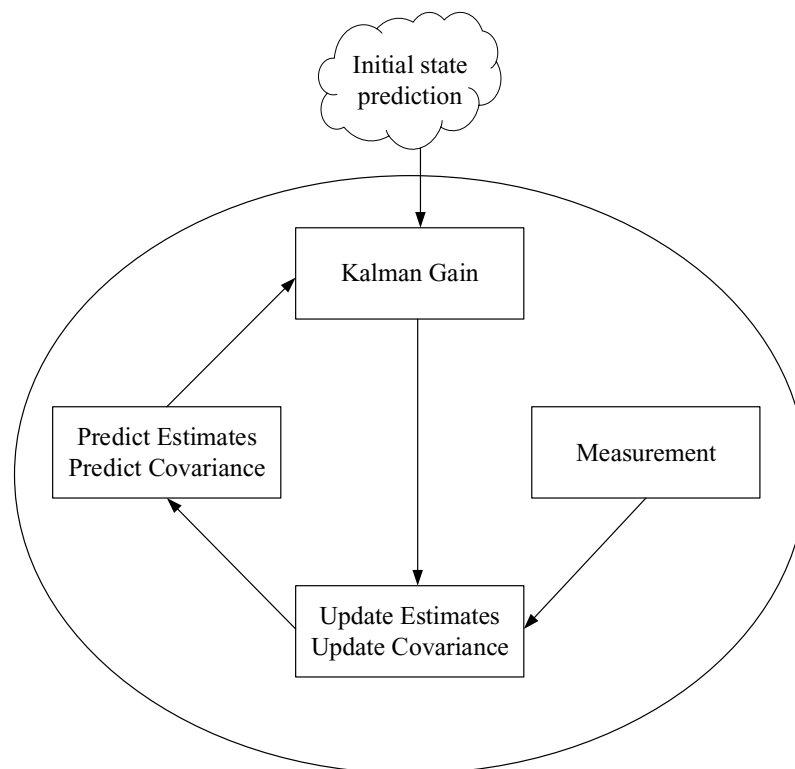 Initial state
prediction
Kalman Gain
Predict Estimates
Predict Covariance
Measurement
Update Estimates
Update Covariance